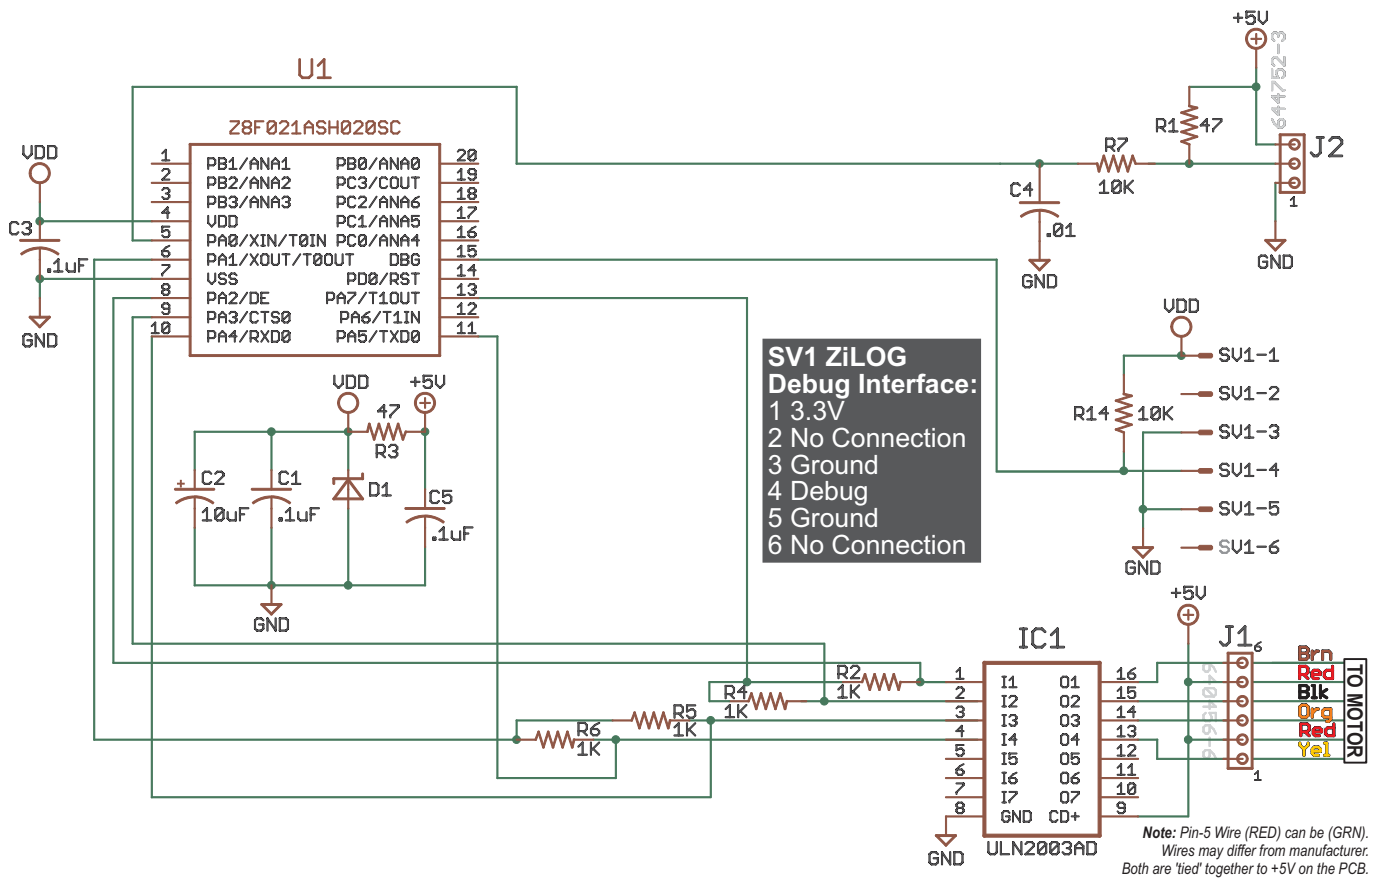 U1
Z8F021ASH020SC
1 PB1/ANA1 PB0/ANA0 20
2 PB2/ANA2 PC3/COUT 19
3 PB3/ANA3 PC2/ANA6 18
4 VDD PC1/ANA5 17
5 PA0/XIN/T0IN PC0/ANA4 16
6 PA1/XOUT/T0OUT DBG 15
7 VSS PD0/RST 14
8 PA2/DE PA7/T1OUT 13
9 PA3/CTS0 PA6/T1IN 12
10 PA4/RXD0 PA5/TXD0 11
VDD
C3
.1uF
GND
+5V
644752-3
R1 47
J2
R7
10K
1
C4
.01
GND
GND
VDD
SV1-1
SV1-2
R14 10K
SV1-3
SV1-4
SV1-5
SV1-6
GND
SV1 ZiLOG
Debug Interface:
1 3.3V
2 No Connection
3 Ground
4 Debug
5 Ground
6 No Connection
VDD
+5V
47
R3
C2
10uF
C1
.1uF
D1
C5
.1uF
GND
R2
1K
R4
1K
R5
1K
R6
1K
IC1
1 I1 O1 16
2 I2 O2 15
3 I3 O3 14
4 I4 O4 13
5 I5 O5 12
6 I6 O6 11
7 I7 O7 10
8 GND CD+ 9
ULN2003AD
GND
+5V
J1
6
640456-6
1
Brn
Red
Blk
Org
Red
Yel
TO MOTOR
Note: Pin-5 Wire (RED) can be (GRN).
Wires may differ from manufacturer.
Both are 'tied' together to +5V on the PCB.